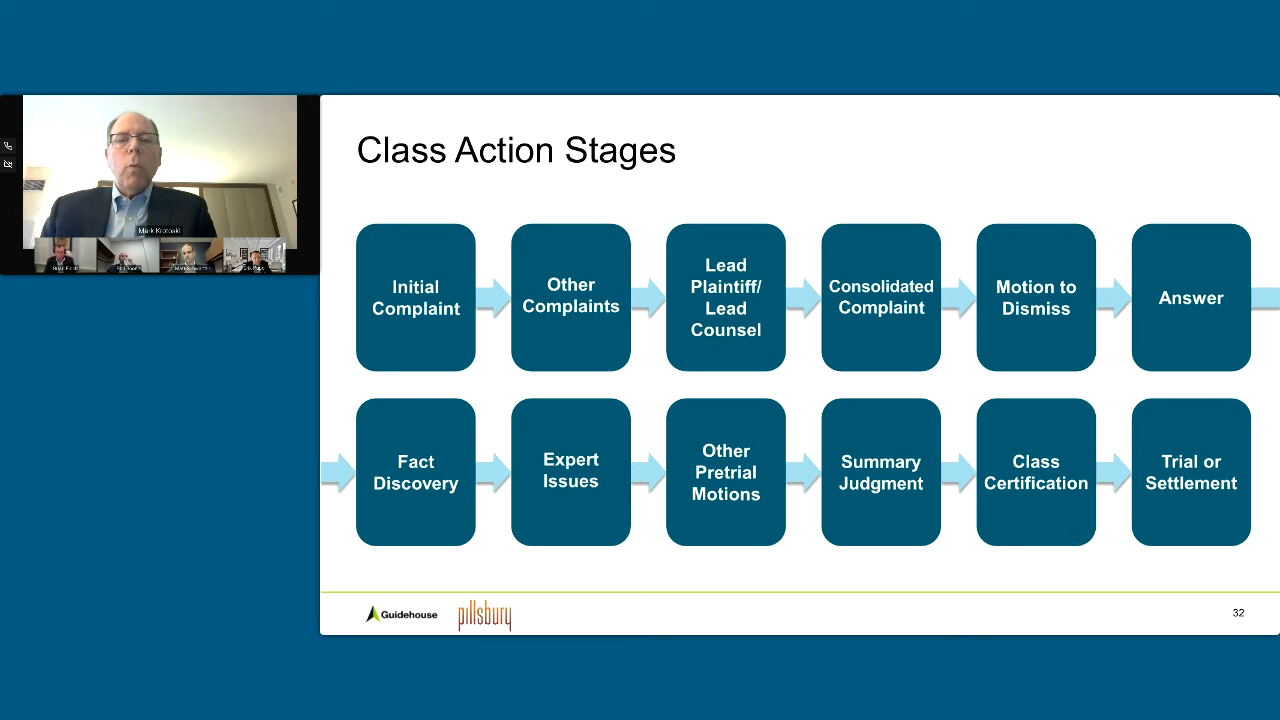 Mark Krotoski
Class Action Stages
Initial
Complaint
Other
Complaints
Lead
Plaintiff/
Lead
Counsel
Consolidated
Complaint
Motion to
Dismiss
Answer
Fact
Discovery
Expert
Issues
Other
Pretrial
Motions
Summary
Judgment
Class
Certification
Trial or
Settlement
Guidehouse
pillsbury
32